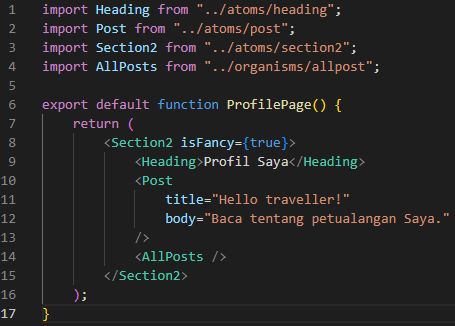 1 import Heading from "../atoms/heading";
2 import Post from "../atoms/post";
3 import Section2 from "../atoms/section2";
4 import AllPosts from "../organisms/allpost";
5
6 export default function ProfilePage() {
7     return (
8         <Section2 isFancy={true}>
9             <Heading>Profil Saya</Heading>
10             <Post
11                 title="Hello traveller!"
12                 body="Baca tentang petualangan Saya."
13             />
14             <AllPosts />
15         </Section2>
16     );
17 }